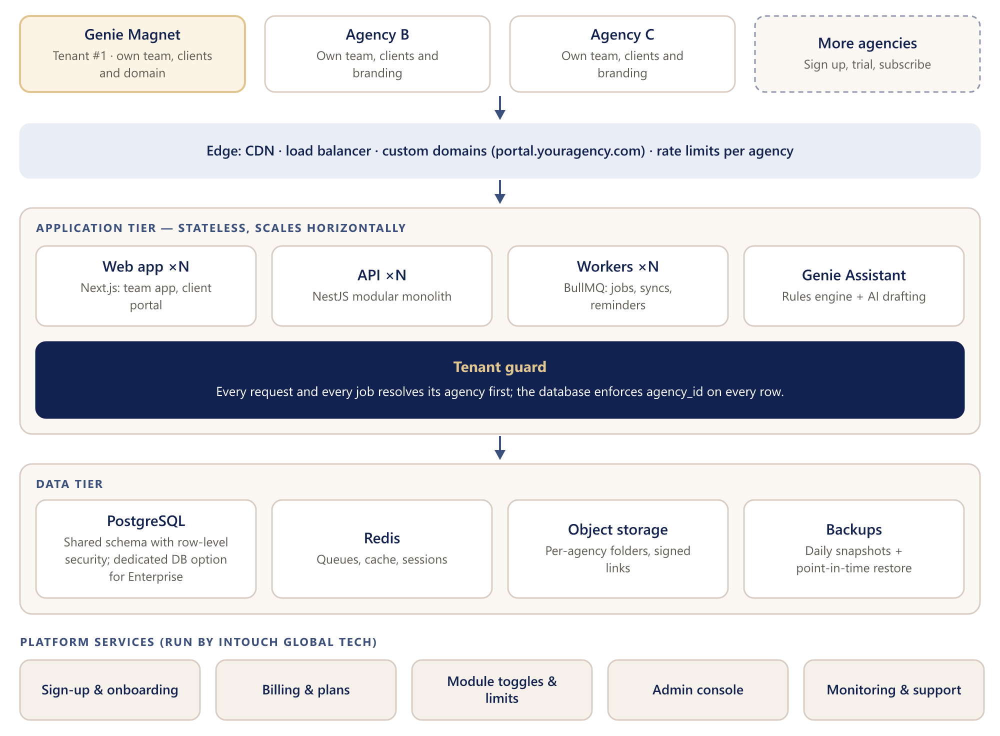 Genie Magnet
Tenant #1 · own team, clients
and domain
Agency B
Own team, clients and
branding
Agency C
Own team, clients and
branding
More agencies
Sign up, trial, subscribe
Edge: CDN · load balancer · custom domains (portal.youragency.com) · rate limits per agency
APPLICATION TIER — STATELESS, SCALES HORIZONTALLY
Web app ×N
Next.js: team app, client
portal
API ×N
NestJS modular monolith
Workers ×N
BullMQ: jobs, syncs,
reminders
Genie Assistant
Rules engine + AI drafting
Tenant guard
Every request and every job resolves its agency first; the database enforces agency_id on every row.
DATA TIER
PostgreSQL
Shared schema with row-level
security; dedicated DB option
for Enterprise
Redis
Queues, cache, sessions
Object storage
Per-agency folders, signed
links
Backups
Daily snapshots +
point-in-time restore
PLATFORM SERVICES (RUN BY INTOUCH GLOBAL TECH)
Sign-up & onboarding
Billing & plans
Module toggles &
limits
Admin console
Monitoring & support